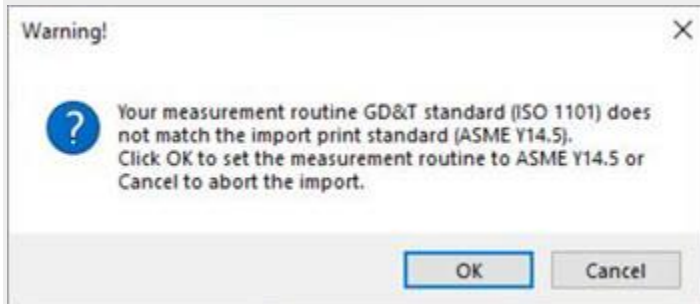 Warning!
Your measurement routine GD&T standard (ISO 1101) does
not match the import print standard (ASME Y14.5).
Click OK to set the measurement routine to ASME Y14.5 or
Cancel to abort the import.
OK Cancel